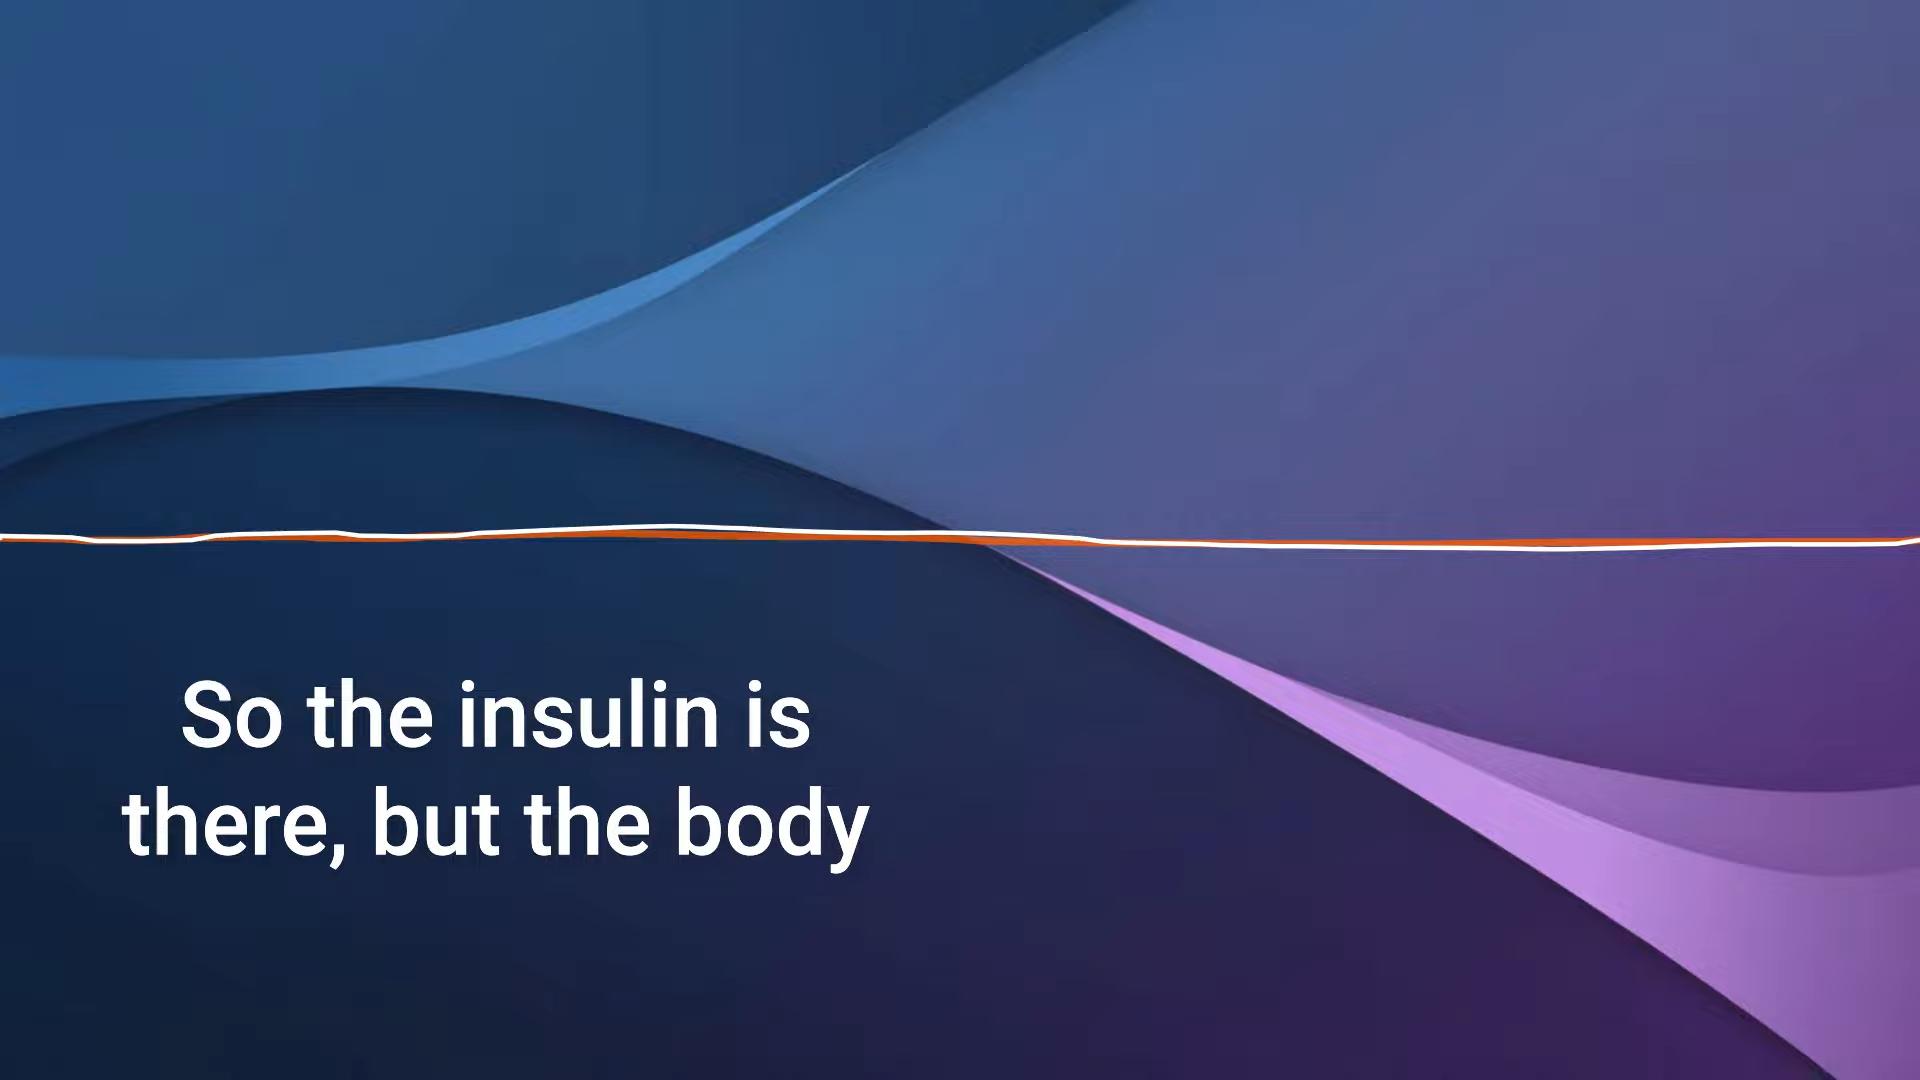 So the insulin is
there, but the body